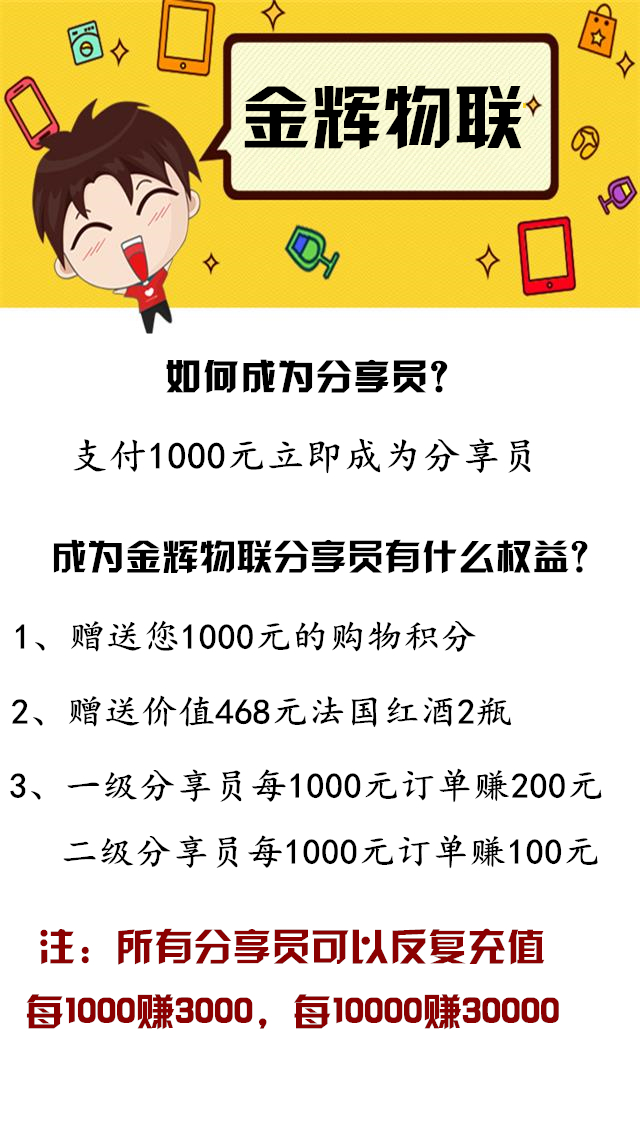 金辉物联
如何成为分享员？
支付1000元立即成为分享员
成为金辉物联分享员有什么权益？
1、赠送您1000元的购物积分
2、赠送价值468元法国红酒2瓶
3、一级分享员每1000元订单赚200元
二级分享员每1000元订单赚100元
注：所有分享员可以反复充值
每1000赚3000，每10000赚30000